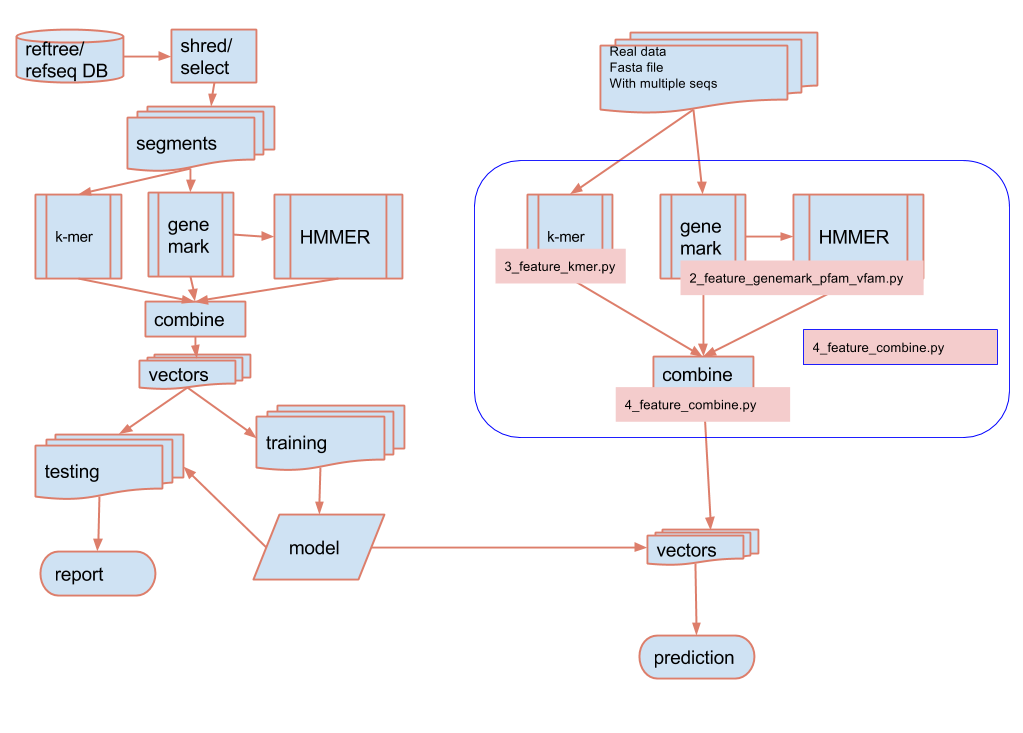 reftree/
refseq DB
shred/
select
segments
k-mer
gene
mark
HMMER
combine
vectors
testing
training
model
report
Real data
Fasta file
With multiple seqs
k-mer
gene
mark
HMMER
3_feature_kmer.py
2_feature_genemark_pfam_vfam.py
4_feature_combine.py
combine
4_feature_combine.py
vectors
prediction